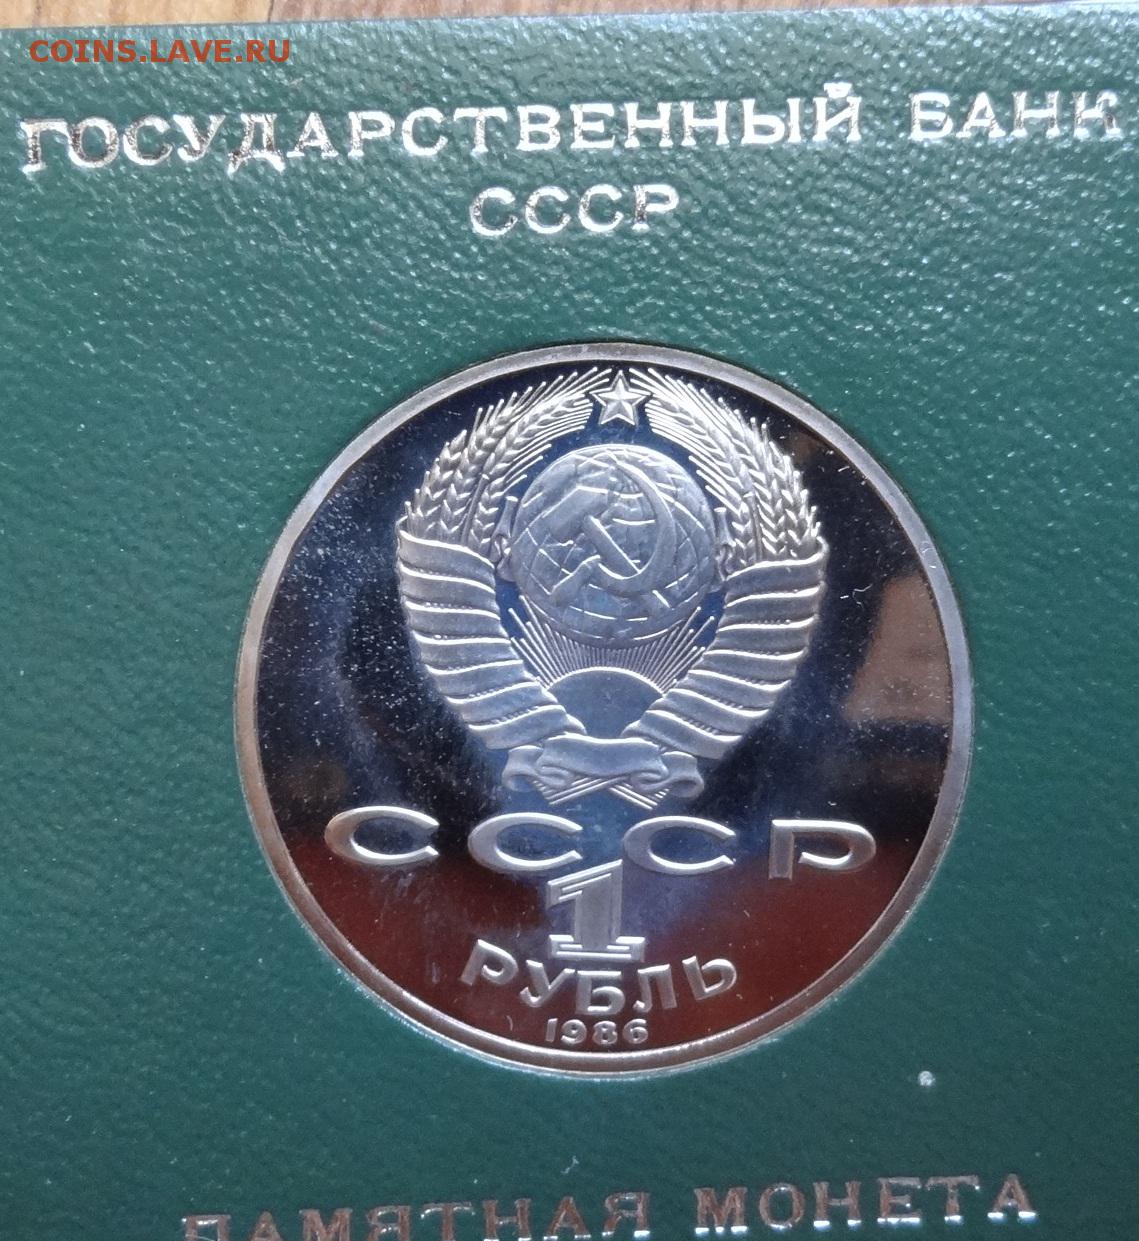 COINS.LAVE.RU
ГОСУДАРСТВЕННЫЙ БАНК
СССР
СССР
1
РУБЛЬ
1986
ПАМЯТНАЯ МОНЕТА